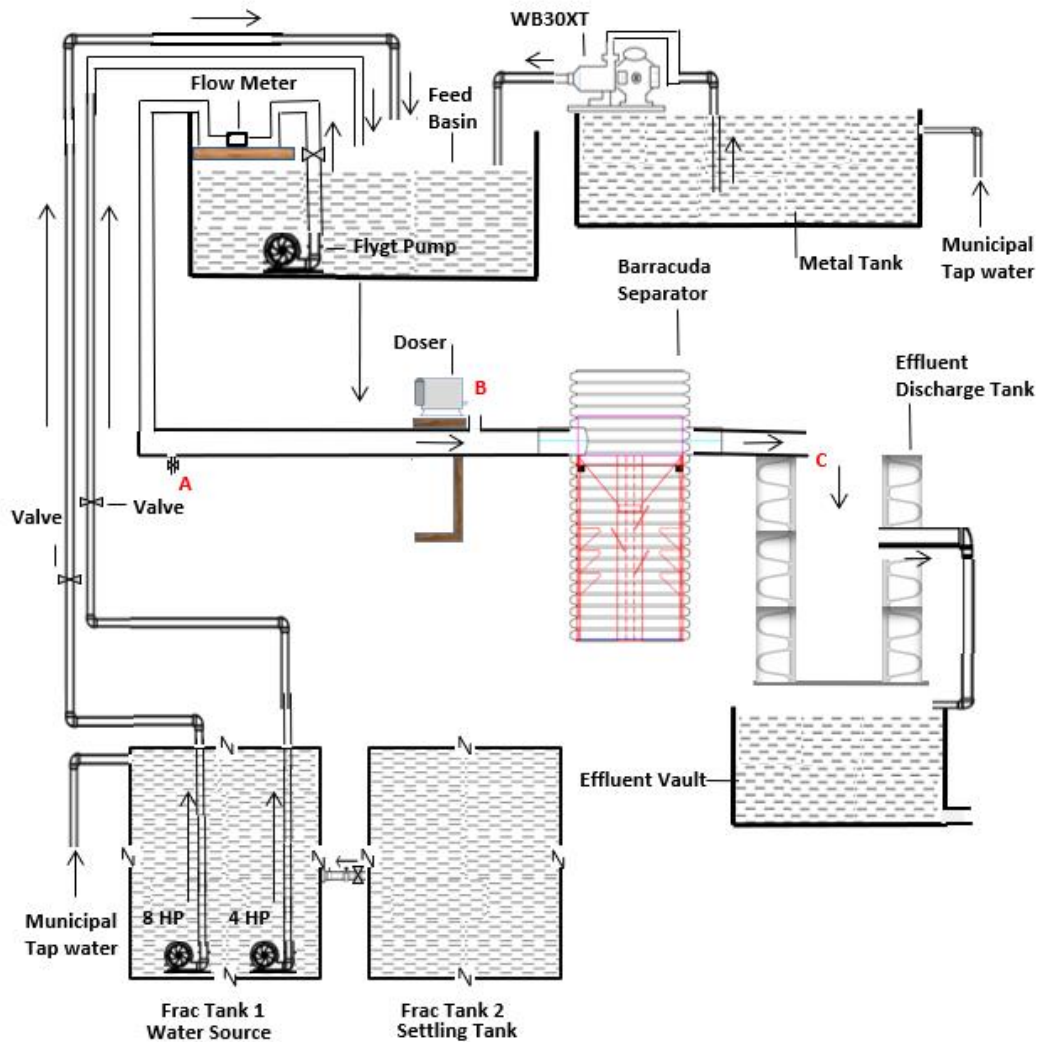 WB30XT
Flow Meter
Feed
Basin
Flygt Pump
Metal Tank
Municipal
Tap water
Barracuda
Separator
Doser
B
Effluent
Discharge Tank
A
C
Valve
Valve
Effluent Vault
N
N
N
N
N
N
N
N
8 HP
4 HP
Municipal
Tap water
Frac Tank 1
Water Source
Frac Tank 2
Settling Tank